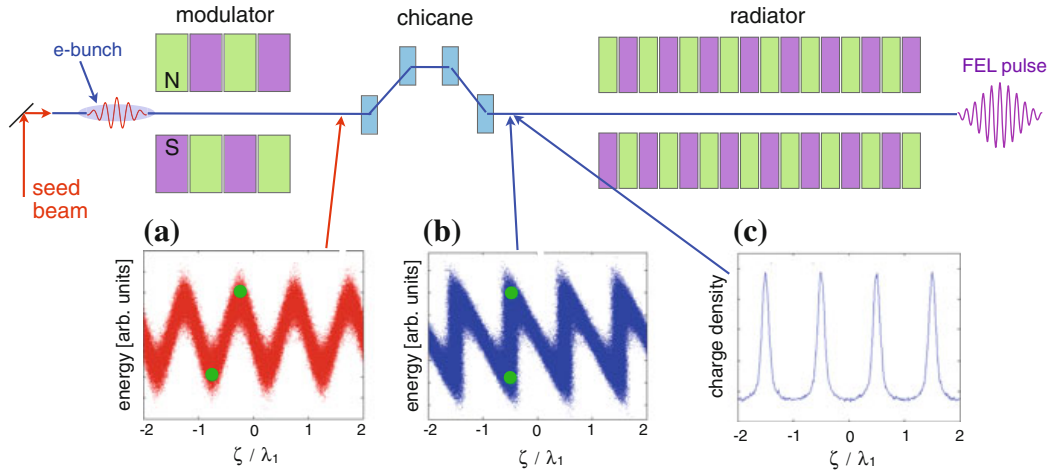 modulator
chicane
radiator
e-bunch
N
S
FEL pulse
seed
beam
(a)
(b)
(c)
energy [arb. units]
-2 -1 0 1 2
ζ / λ₁
energy [arb. units]
-2 -1 0 1 2
ζ / λ₁
charge density
-2 -1 0 1 2
ζ / λ₁